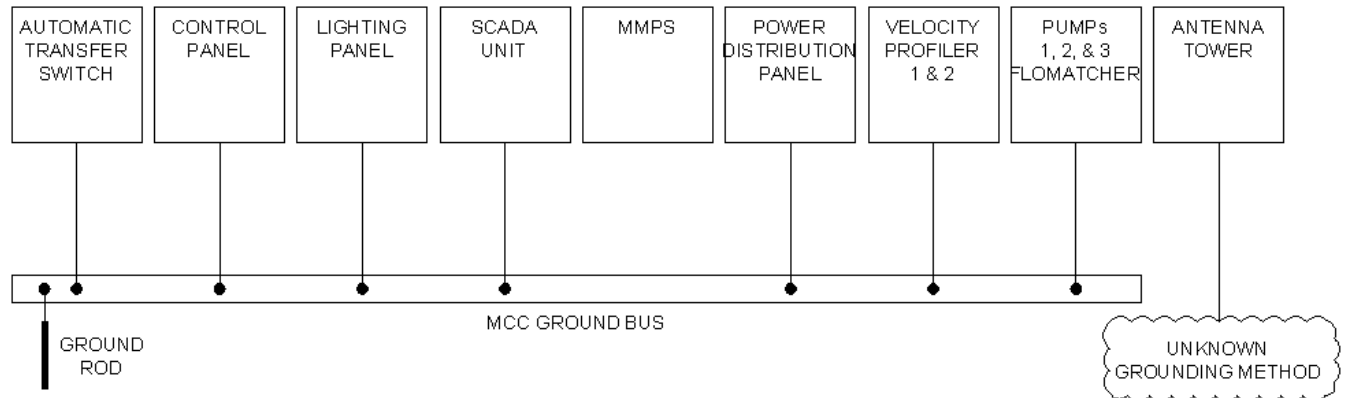 AUTOMATIC
TRANSFER
SWITCH
CONTROL
PANEL
LIGHTING
PANEL
SCADA
UNIT
MMPS
POWER
DISTRIBUTION
PANEL
VELOCITY
PROFILER
1 & 2
PUMPs
1, 2, & 3
FLOMATCHER
ANTENNA
TOWER
MCC GROUND BUS
GROUND
ROD
UNKNOWN
GROUNDING METHOD